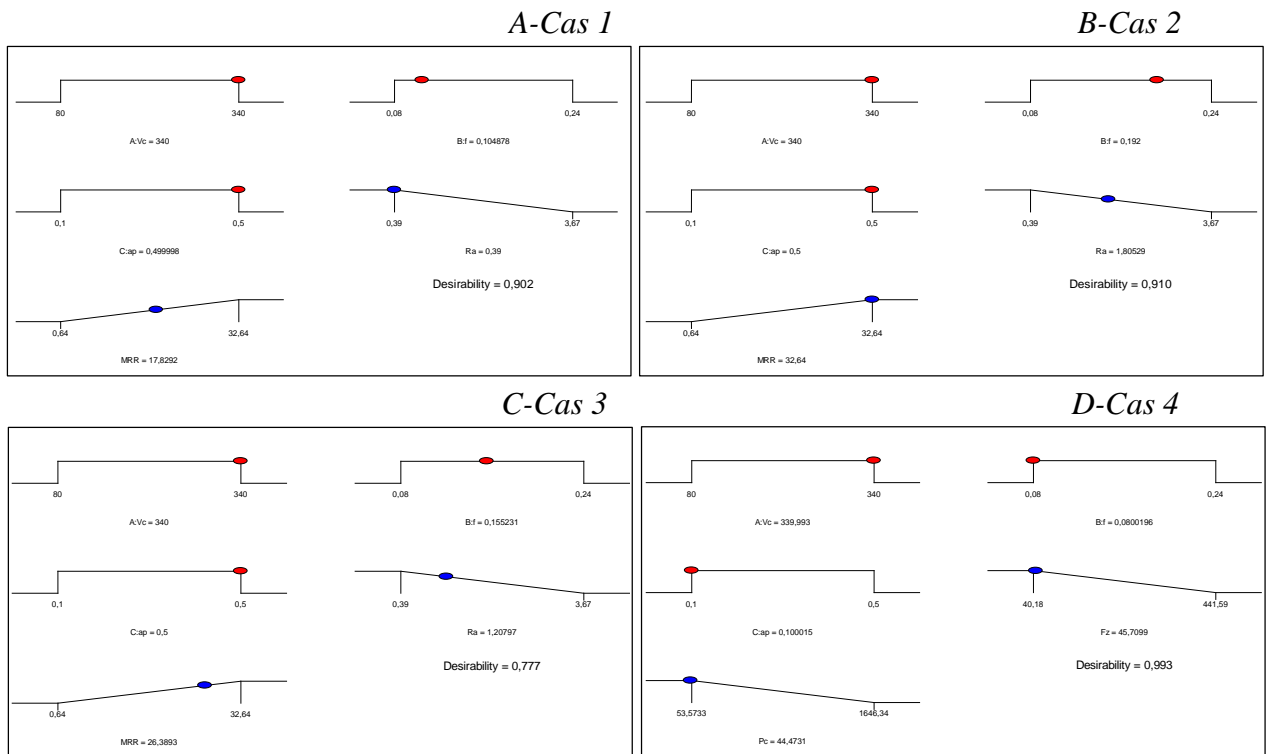 A-Cas 1
B-Cas 2
80
340
A:Vc = 340
0,08
0,24
B:f = 0,104878
0,1
0,5
C:ap = 0,499998
0,39
3,67
Ra = 0,39
0,64
32,64
MRR = 17,8292
Desirability = 0,902
80
340
A:Vc = 340
0,08
0,24
B:f = 0,192
0,1
0,5
C:ap = 0,5
0,39
3,67
Ra = 1,80529
0,64
32,64
MRR = 32,64
Desirability = 0,910
C-Cas 3
D-Cas 4
80
340
A:Vc = 340
0,08
0,24
B:f = 0,155231
0,1
0,5
C:ap = 0,5
0,39
3,67
Ra = 1,20797
0,64
32,64
MRR = 26,3893
Desirability = 0,777
80
340
A:Vc = 339,993
0,08
0,24
B:f = 0,0800196
0,1
0,5
C:ap = 0,100015
40,18
441,59
Fz = 45,7099
53,5733
1646,34
Pc = 44,4731
Desirability = 0,993